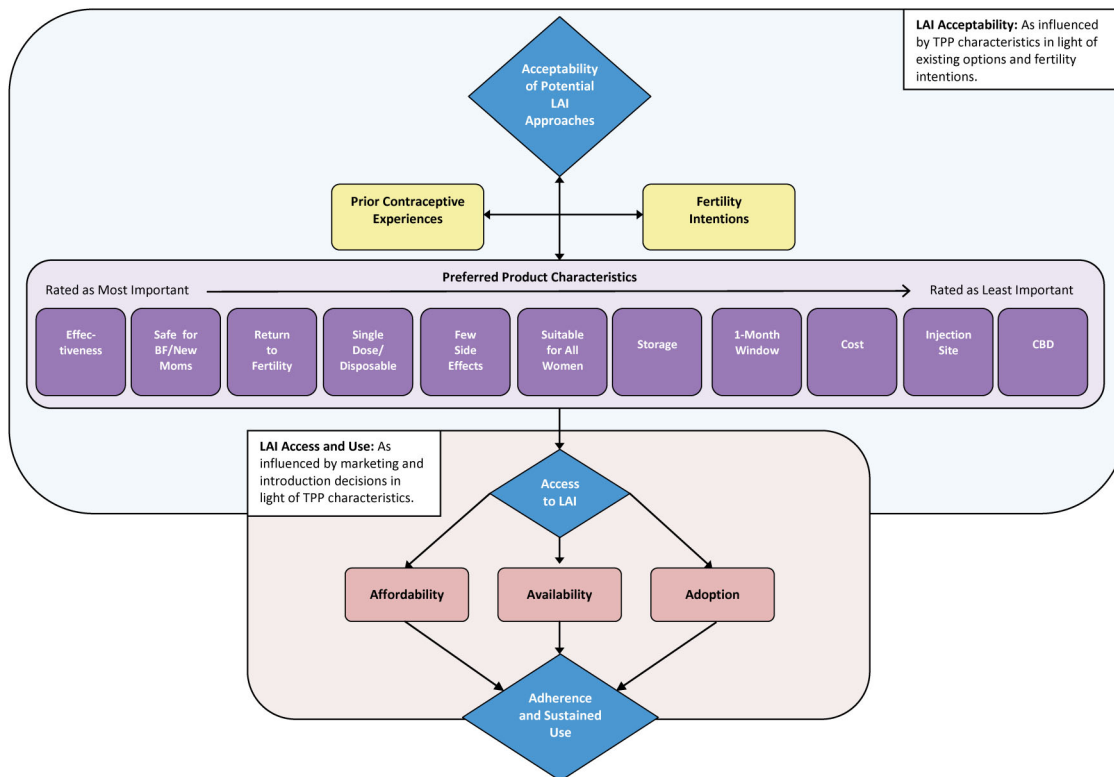 LAI Acceptability: As influenced
by TPP characteristics in light of
existing options and fertility
intentions.
Acceptability
of Potential
LAI
Approaches
Prior Contraceptive
Experiences
Fertility
Intentions
Preferred Product Characteristics
Rated as Most Important
Rated as Least Important
Effec-
tiveness
Safe for
BF/New
Moms
Return
to
Fertility
Single
Dose/
Disposable
Few
Side
Effects
Suitable
for All
Women
Storage
1-Month
Window
Cost
Injection
Site
CBD
LAI Access and Use: As
influenced by marketing and
introduction decisions in
light of TPP characteristics.
Access
to LAI
Affordability
Availability
Adoption
Adherence
and Sustained
Use